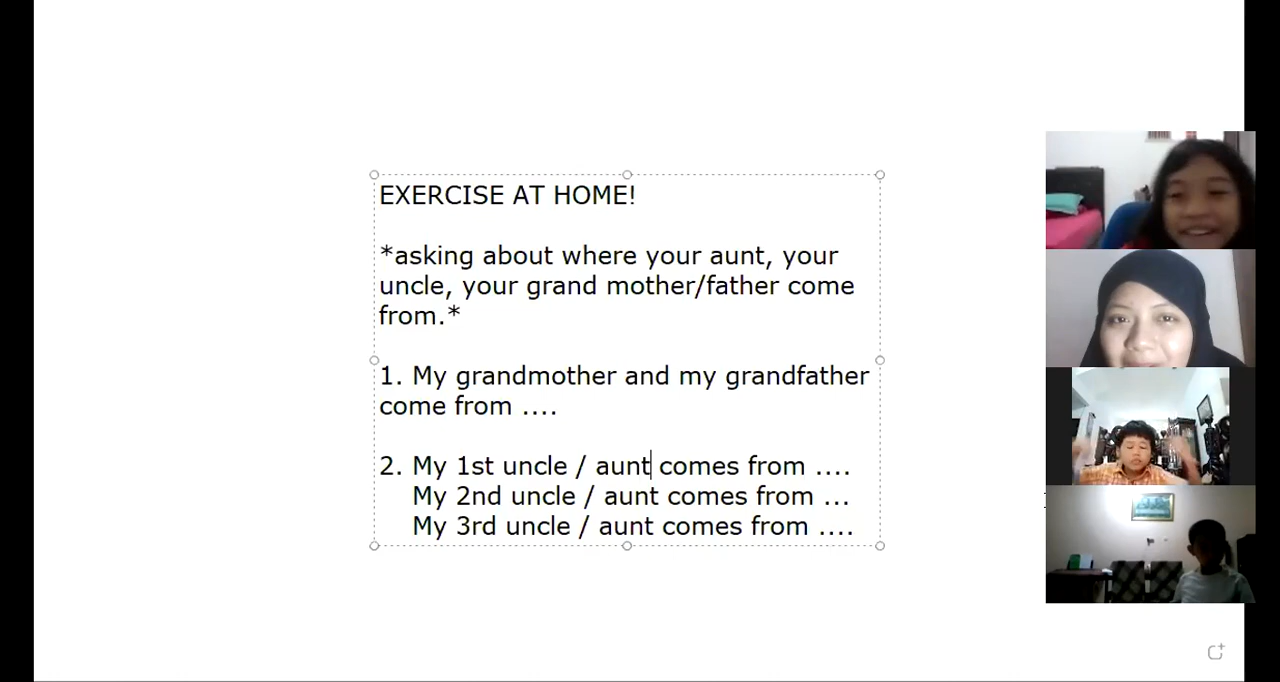 EXERCISE AT HOME!
*asking about where your aunt, your
uncle, your grand mother/father come
from.*
1. My grandmother and my grandfather
come from ....
2. My 1st uncle / aunt comes from ....
My 2nd uncle / aunt comes from ...
My 3rd uncle / aunt comes from ....